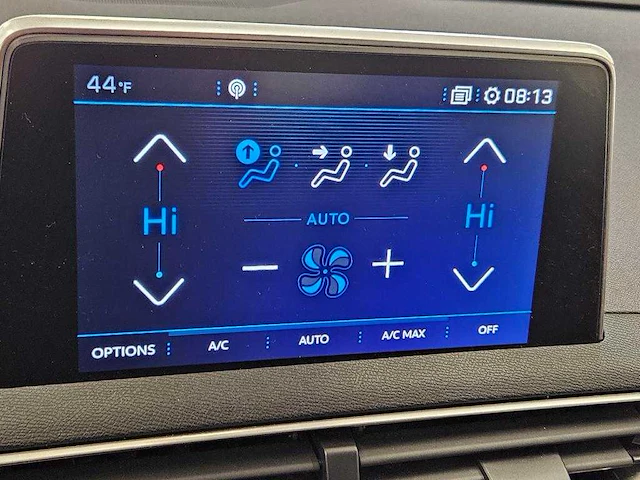 44°F 08:13
Hi Hi
AUTO
OPTIONS A/C AUTO A/C MAX OFF